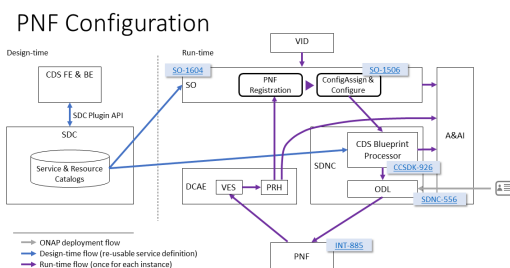 PNF Configuration
Design-time
Run-time
VID
CDS FE & BE
SO-1604
SO-1506
SO
PNF
Registration
ConfigAssign &
Configure
SDC Plugin API
SDC
A&AI
CDS Blueprint
Processor
Service & Resource
Catalogs
SDNC
CCSDK-926
DCAE
VES
PRH
ODL
SDNC-556
INT-885
PNF
ONAP deployment flow
Design-time flow (re-usable service definition)
Run-time flow (once for each instance)